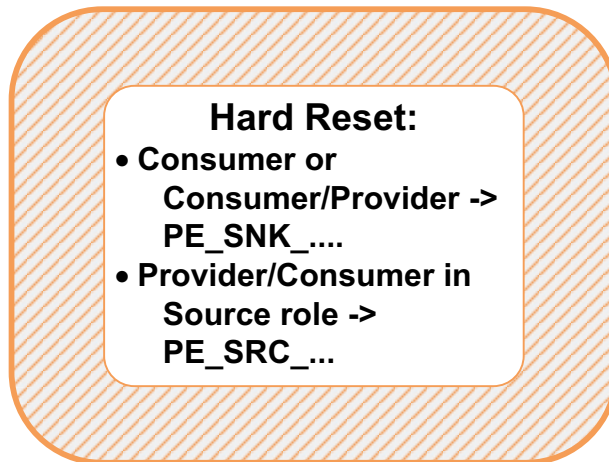 Hard Reset:
• Consumer or
Consumer/Provider ->
PE_SNK_....
• Provider/Consumer in
Source role ->
PE_SRC_...